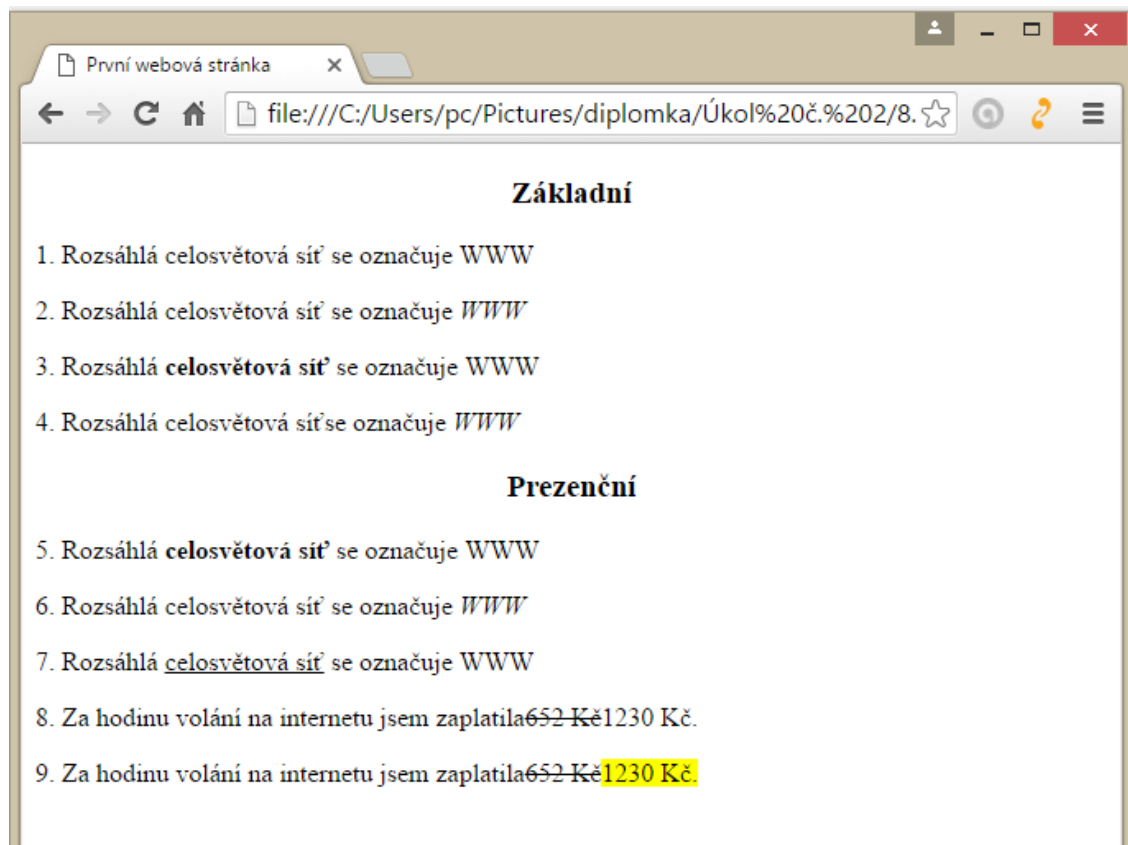 První webová stránka
file:///C:/Users/pc/Pictures/diplomka/Úkol%20č.%202/8.
Základní
1. Rozsáhlá celosvětová síť se označuje WWW
2. Rozsáhlá celosvětová síť se označuje WWW
3. Rozsáhlá celosvětová síť se označuje WWW
4. Rozsáhlá celosvětová síťse označuje WWW
Prezenční
5. Rozsáhlá celosvětová síť se označuje WWW
6. Rozsáhlá celosvětová síť se označuje WWW
7. Rozsáhlá celosvětová síť se označuje WWW
8. Za hodinu volání na internetu jsem zaplatila652 Kč1230 Kč.
9. Za hodinu volání na internetu jsem zaplatila652 Kč1230 Kč.